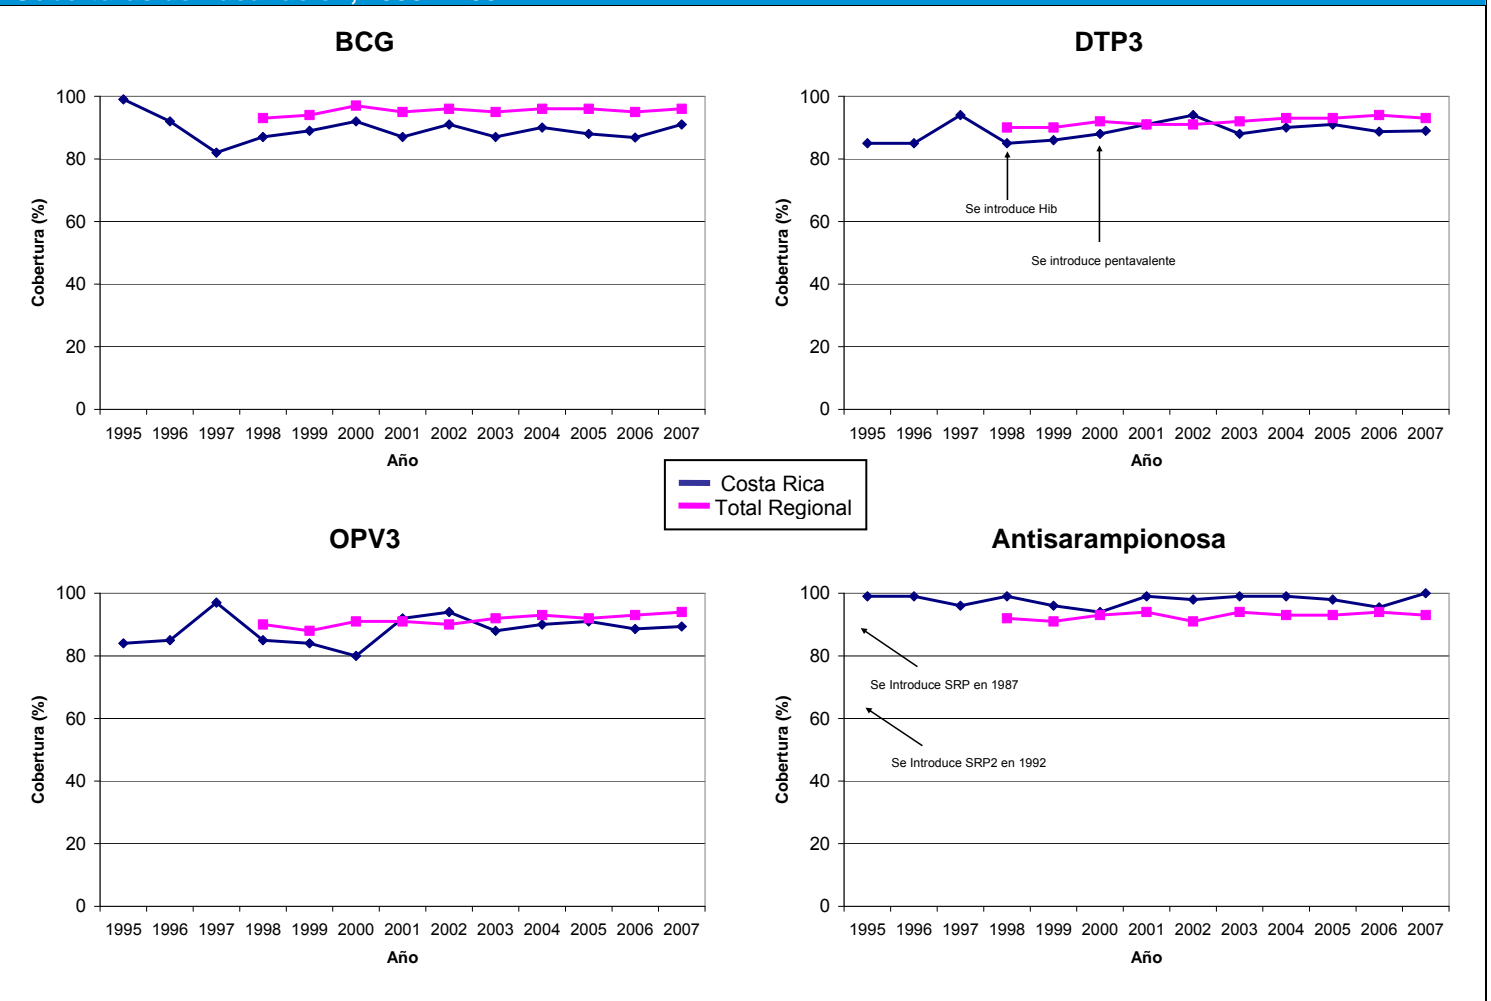 BCG
100
80
60
40
20
0
Cobertura (%)
1995 1996 1997 1998 1999 2000 2001 2002 2003 2004 2005 2006 2007
Año
DTP3
100
80
60
40
20
0
Cobertura (%)
Se introduce Hib
Se introduce pentavalente
1995 1996 1997 1998 1999 2000 2001 2002 2003 2004 2005 2006 2007
Año
Costa Rica
Total Regional
OPV3
100
80
60
40
20
0
Cobertura (%)
1995 1996 1997 1998 1999 2000 2001 2002 2003 2004 2005 2006 2007
Año
Antisarampionosa
100
80
60
40
20
0
Cobertura (%)
Se Introduce SRP en 1987
Se Introduce SRP2 en 1992
1995 1996 1997 1998 1999 2000 2001 2002 2003 2004 2005 2006 2007
Año